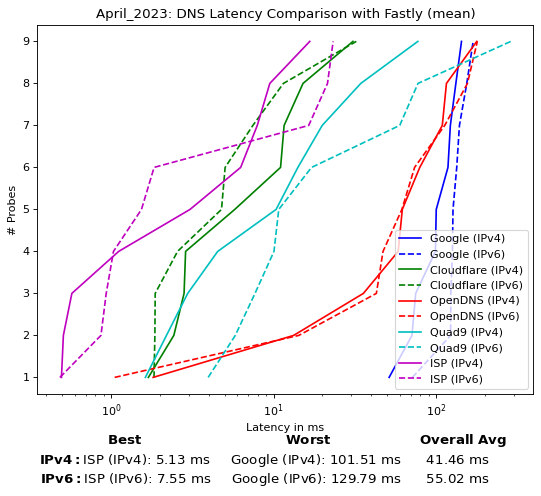 April_2023: DNS Latency Comparison with Fastly (mean)
# Probes
9
8
7
6
5
4
3
2
1
Google (IPv4)
Google (IPv6)
Cloudflare (IPv4)
Cloudflare (IPv6)
OpenDNS (IPv4)
OpenDNS (IPv6)
Quad9 (IPv4)
Quad9 (IPv6)
ISP (IPv4)
ISP (IPv6)
10⁰ 10¹ 10²
Latency in ms
Best Worst Overall Avg
IPv4: ISP (IPv4): 5.13 ms Google (IPv4): 101.51 ms 41.46 ms
IPv6: ISP (IPv6): 7.55 ms Google (IPv6): 129.79 ms 55.02 ms